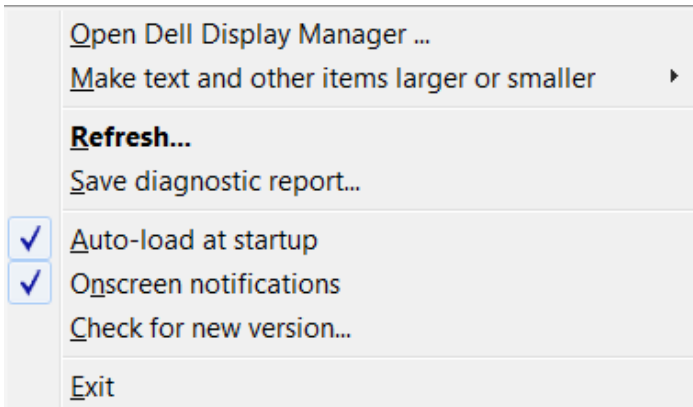 Open Dell Display Manager ...
Make text and other items larger or smaller
Refresh...
Save diagnostic report...
Auto-load at startup
Onscreen notifications
Check for new version...
Exit